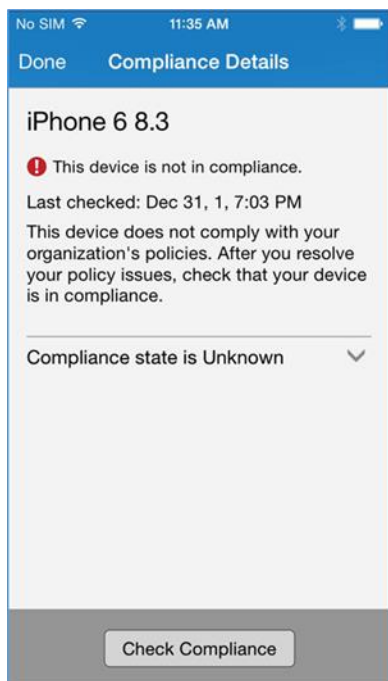 No SIM 11:35 AM
Done Compliance Details
iPhone 6 8.3
This device is not in compliance.
Last checked: Dec 31, 1, 7:03 PM
This device does not comply with your
organization's policies. After you resolve
your policy issues, check that your device
is in compliance.
Compliance state is Unknown
Check Compliance